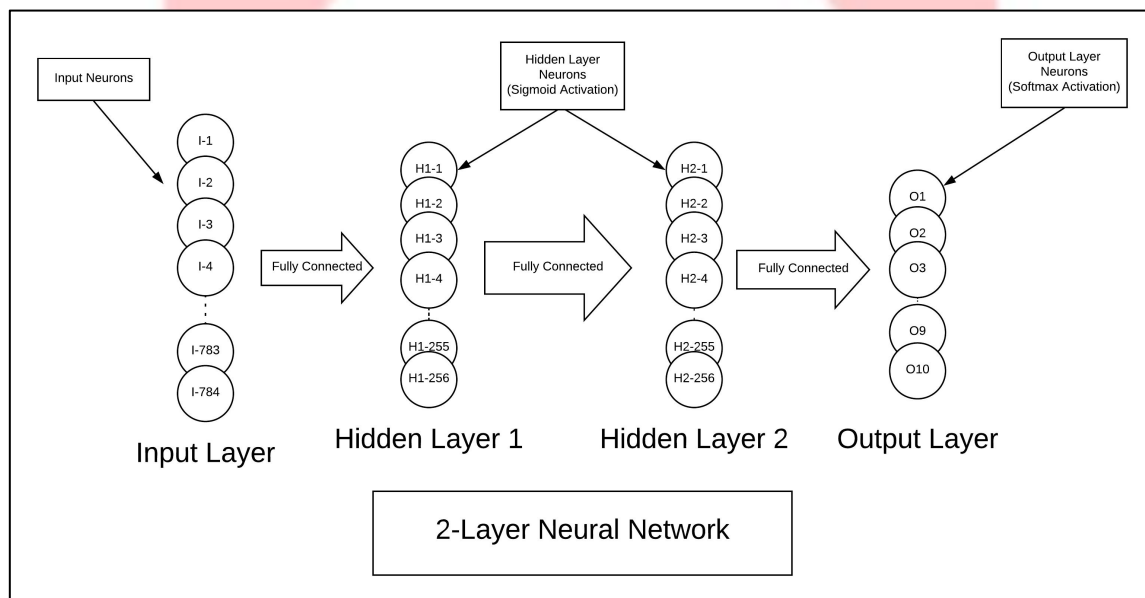 Input Neurons
Hidden Layer
Neurons
(Sigmoid Activation)
Output Layer
Neurons
(Softmax Activation)
I-1
I-2
I-3
I-4
I-783
I-784
Fully Connected
H1-1
H1-2
H1-3
H1-4
H1-255
H1-256
Fully Connected
H2-1
H2-2
H2-3
H2-4
H2-255
H2-256
Fully Connected
O1
O2
O3
O9
O10
Input Layer
Hidden Layer 1
Hidden Layer 2
Output Layer
2-Layer Neural Network